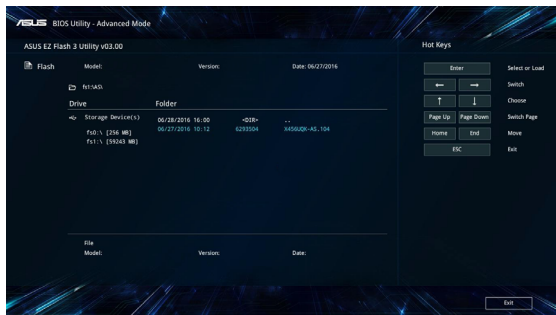 ASUS BIOS Utility - Advanced Mode
ASUS EZ Flash 3 Utility v03.00
Hot Keys
Flash Model: Version: Date: 06/27/2016
Enter Select or Load
fs1:\AS\
← → Switch
Drive Folder
↑ ↓ Choose
Storage Device(s) 06/28/2016 16:00 <DIR> ..
Page Up Page Down Switch Page
fs0:\ [256 MB] 06/27/2016 10:12 6293504 X456UQK-AS.104
Home End Move
fs1:\ [59243 MB]
ESC Exit
File
Model: Version: Date:
Exit